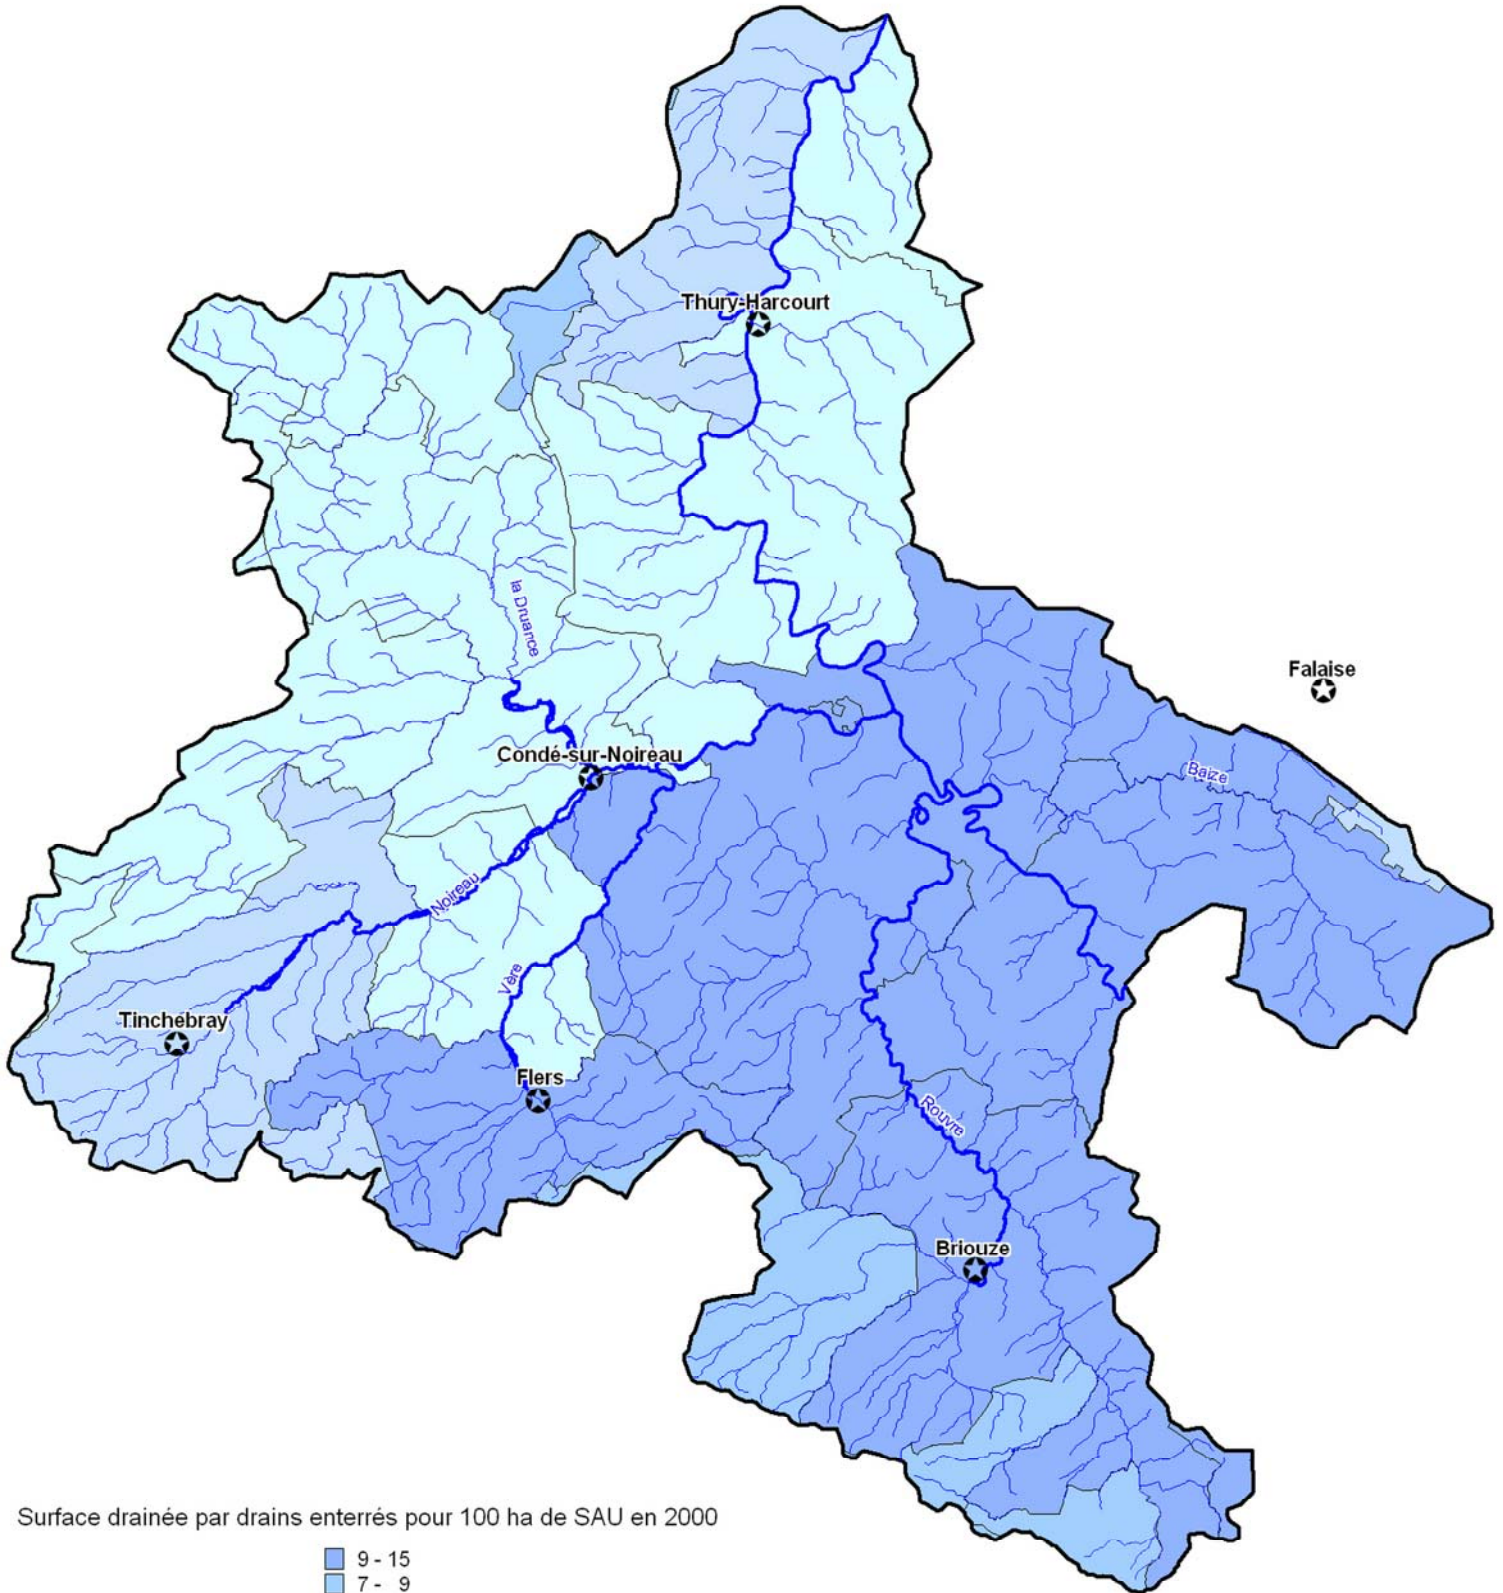 Thury-Harcourt
la Druance
Falaise
Condé-sur-Noireau
Baize
Noireau
Vère
Tinchebray
Flers
Rouvre
Briouze
Surface drainée par drains enterrés pour 100 ha de SAU en 2000
9 - 15
7 - 9